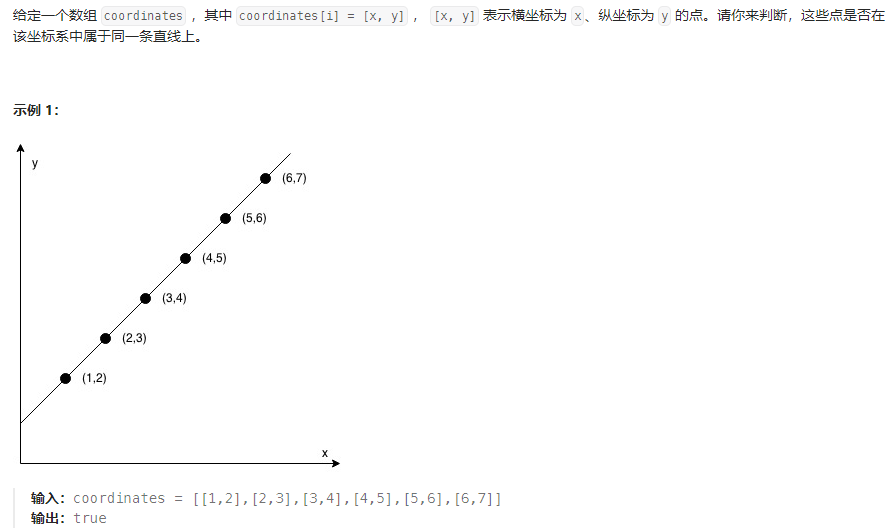 给定一个数组 coordinates ，其中 coordinates[i] = [x, y] ， [x, y] 表示横坐标为 x、纵坐标为 y 的点。请你来判断，这些点是否在
该坐标系中属于同一条直线上。
示例 1：
y
(6,7)
(5,6)
(4,5)
(3,4)
(2,3)
(1,2)
x
输入：coordinates = [[1,2],[2,3],[3,4],[4,5],[5,6],[6,7]]
输出：true